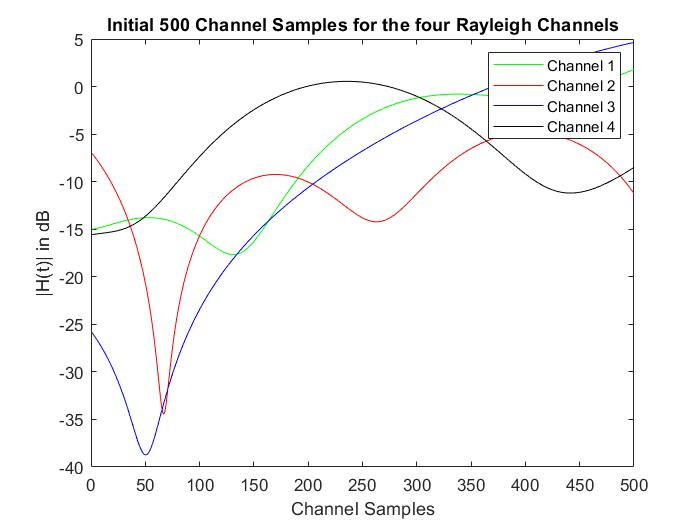 Initial 500 Channel Samples for the four Rayleigh Channels
|H(t)| in dB
5
0
-5
-10
-15
-20
-25
-30
-35
-40
Channel 1
Channel 2
Channel 3
Channel 4
0 50 100 150 200 250 300 350 400 450 500
Channel Samples